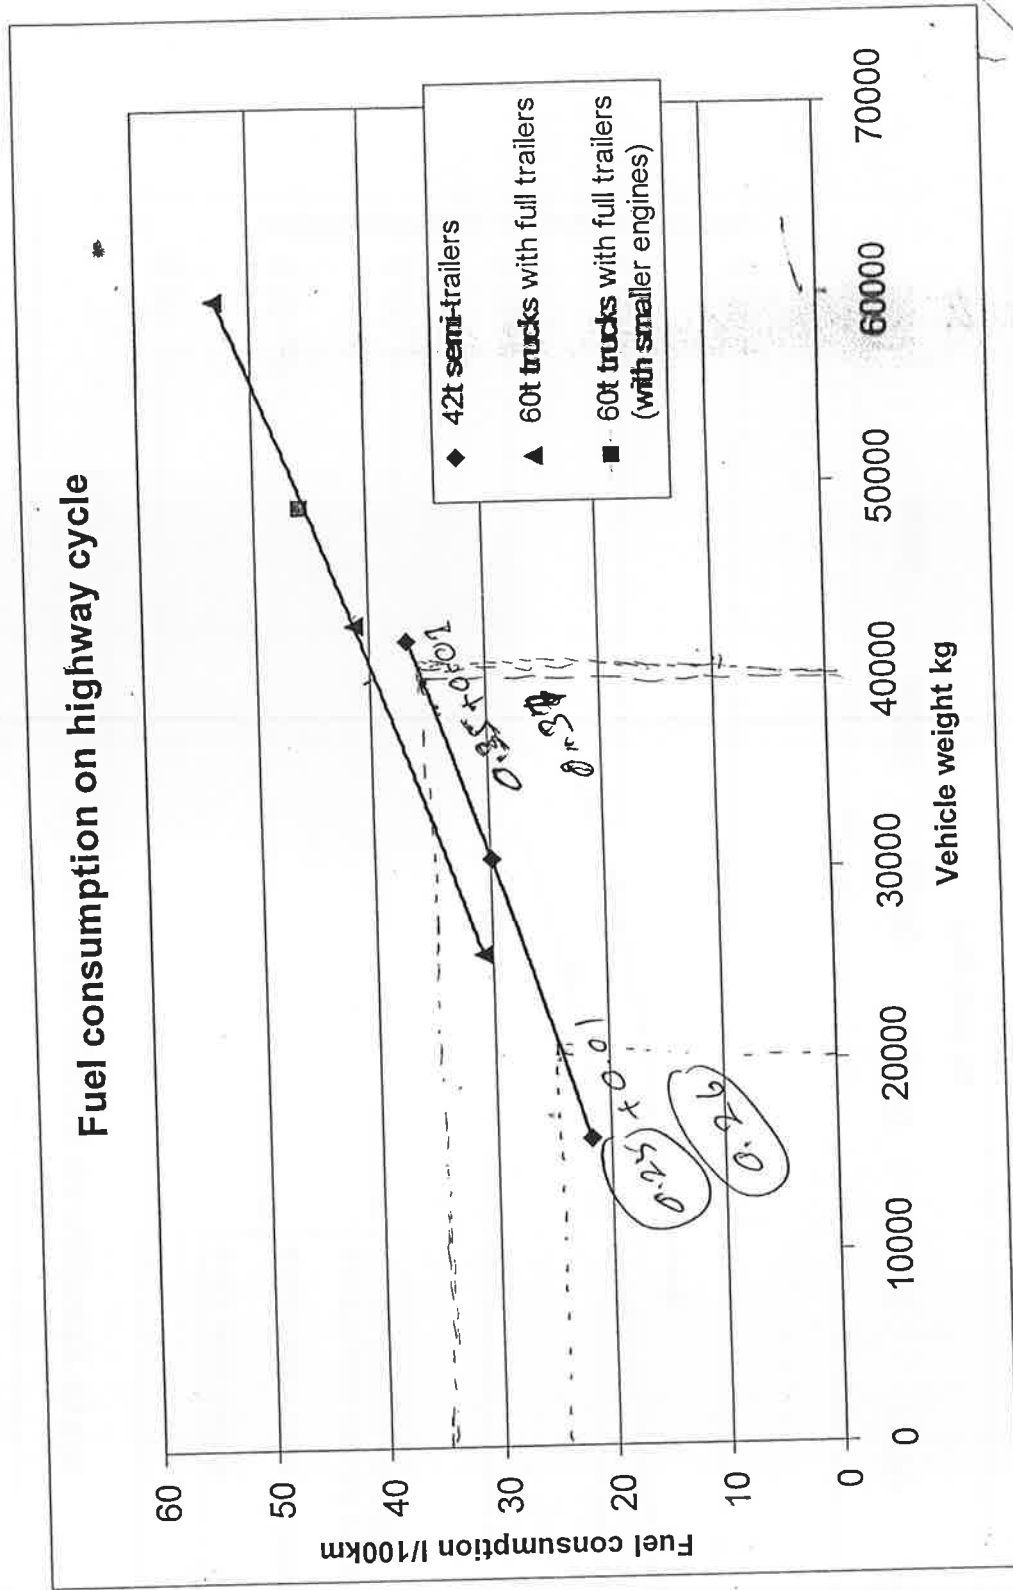 Fuel consumption on highway cycle
Fuel consumption l/100km
60
50
40
30
20
10
0
0
10000
20000
30000
40000
50000
60000
70000
Vehicle weight kg
42t semi-trailers
60t trucks with full trailers
60t trucks with full trailers
(with smaller engines)
0.35+0.02
0.37
0.25 + 0.01
0.26